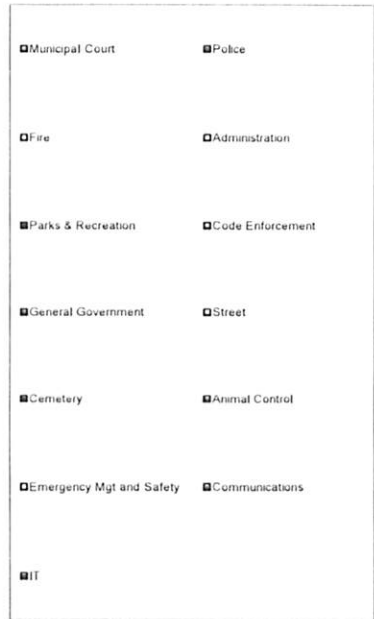 Municipal Court Police
Fire Administration
Parks & Recreation Code Enforcement
General Government Street
Cemetery Animal Control
Emergency Mgt and Safety Communications
IT